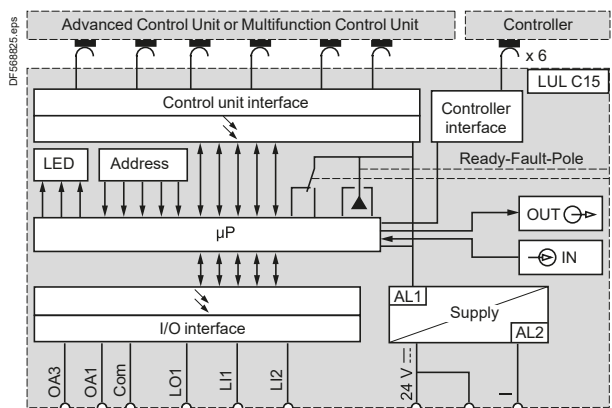 Advanced Control Unit or Multifunction Control Unit
Controller
DF568825.eps
x 6
LUL C15
Control unit interface
Controller
interface
LED
Address
Ready-Fault-Pole
µP
OUT
IN
AL1
Supply
AL2
I/O interface
OA3
OA1
Com
LO1
LI1
LI2
24 V